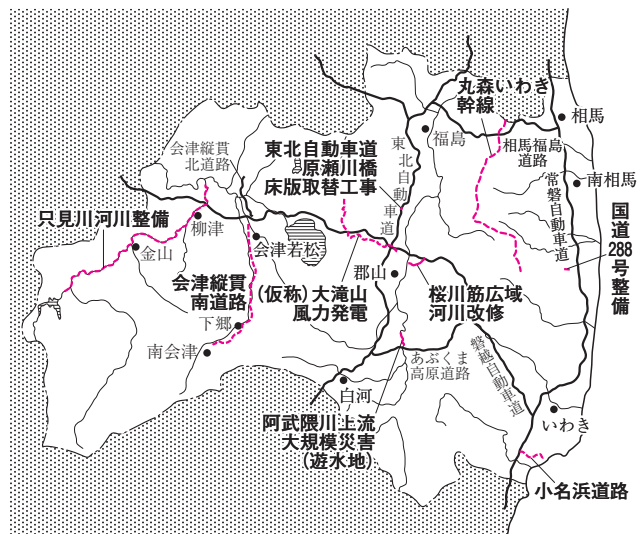 丸森いわき
幹線
相馬
福島
相馬福島
道路
東北自動車道
常磐自動車道
南相馬
国道288号整備
会津縦貫
北道路
東北自動車道
原瀬川橋
床版取替工事
只見川河川整備
柳津
金山
会津若松
会津縦貫
南道路
下郷
南会津
(仮称)大滝山
風力発電
郡山
桜川筋広域
河川改修
あぶくま
高原道路
磐越自動車道
白河
阿武隈川上流
大規模災害
(遊水地)
いわき
小名浜道路